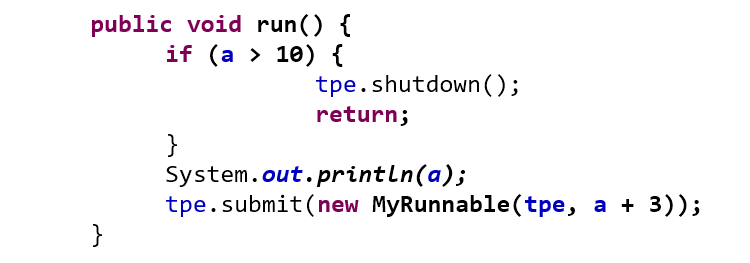 public void run() {
if (a > 10) {
tpe.shutdown();
return;
}
System.out.println(a);
tpe.submit(new MyRunnable(tpe, a + 3));
}